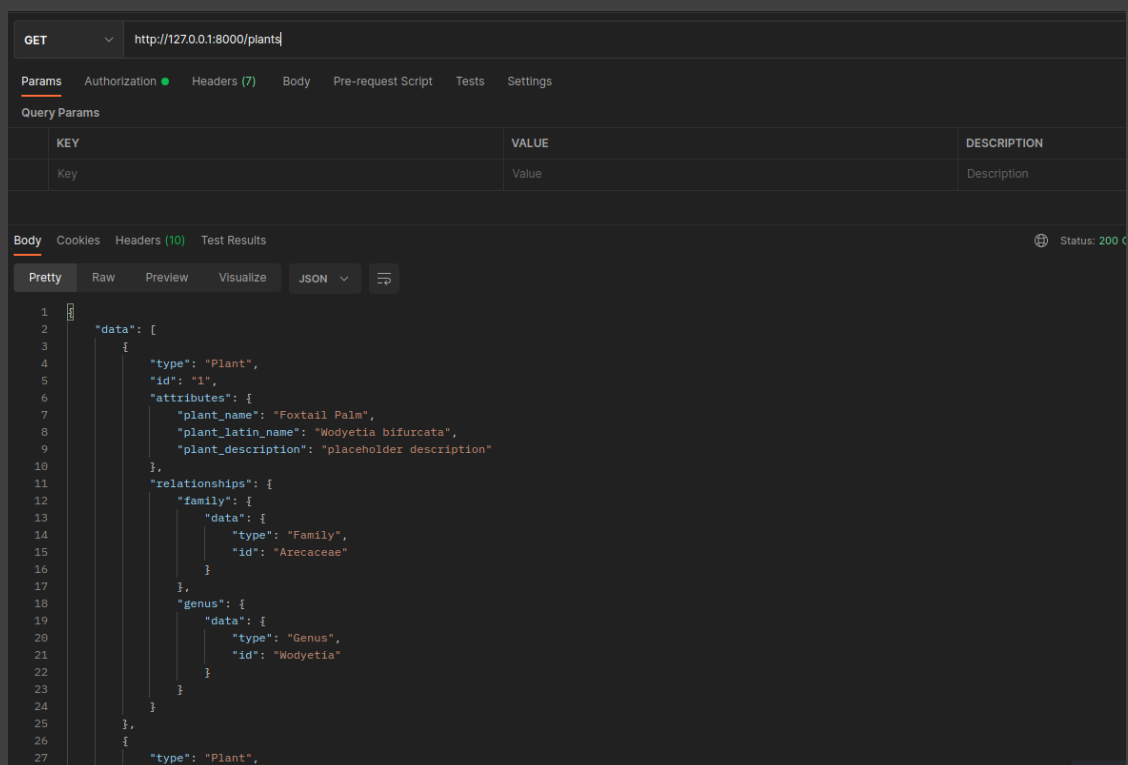 GET http://127.0.0.1:8000/plants
Params Authorization Headers (7) Body Pre-request Script Tests Settings
Query Params
KEY VALUE DESCRIPTION
Key Value Description
Body Cookies Headers (10) Test Results Status: 200
Pretty Raw Preview Visualize JSON
1 {
2 "data": [
3 {
4 "type": "Plant",
5 "id": "1",
6 "attributes": {
7 "plant_name": "Foxtail Palm",
8 "plant_latin_name": "Wodyetia bifurcata",
9 "plant_description": "placeholder description"
10 },
11 "relationships": {
12 "family": {
13 "data": {
14 "type": "Family",
15 "id": "Arecaceae"
16 }
17 },
18 "genus": {
19 "data": {
20 "type": "Genus",
21 "id": "Wodyetia"
22 }
23 }
24 }
25 },
26 {
27 "type": "Plant",